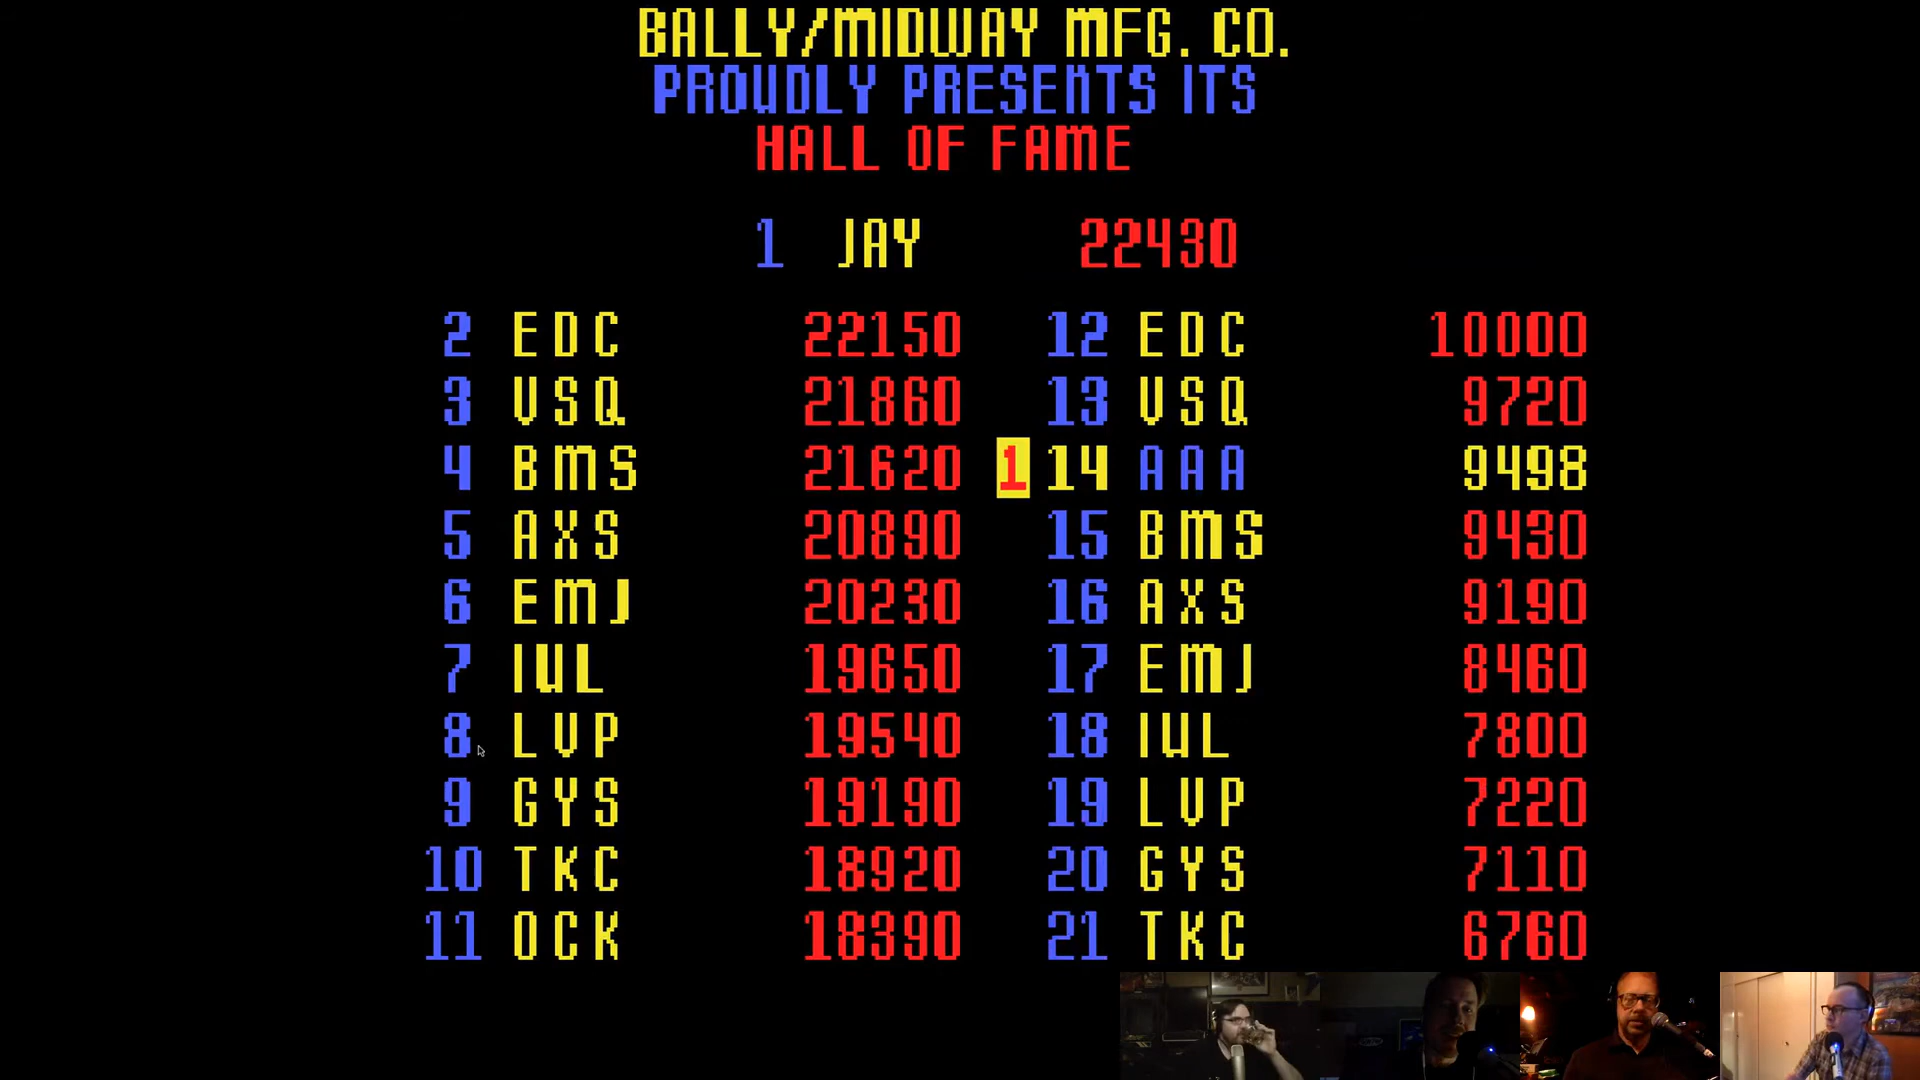 BALLY/MIDWAY MFG. CO.
PROUDLY PRESENTS ITS
HALL OF FAME
1 JAY 22430
2 EDC 22150 12 EDC 10000
3 VSQ 21860 13 VSQ 9720
4 BMS 21620 1 14 AAA 9498
5 AXS 20890 15 BMS 9430
6 EMJ 20230 16 AXS 9190
7 IWL 19650 17 EMJ 8460
8 LVP 19540 18 IWL 7800
9 GYS 19190 19 LVP 7220
10 TKC 18920 20 GYS 7110
11 OCK 18390 21 TKC 6760